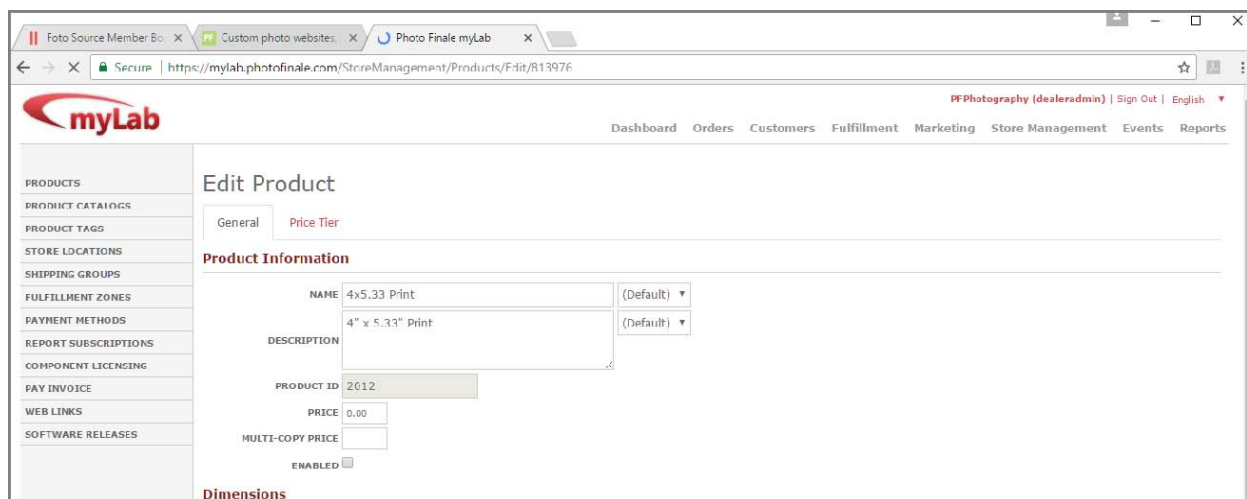 Foto Source Member Bo
PF Custom photo websites,
Photo Finale myLab
Secure https://mylab.photofinale.com/StoreManagement/Products/Edit/813976
myLab
PFPhotography (dealeradmin) | Sign Out | English
Dashboard Orders Customers Fulfillment Marketing Store Management Events Reports
PRODUCTS
PRODUCT CATALOGS
PRODUCT TAGS
STORE LOCATIONS
SHIPPING GROUPS
FULFILLMENT ZONES
PAYMENT METHODS
REPORT SUBSCRIPTIONS
COMPONENT LICENSING
PAY INVOICE
WEB LINKS
SOFTWARE RELEASES
Edit Product
General Price Tier
Product Information
NAME 4x5.33 Print (Default)
DESCRIPTION 4" x 5.33" Print (Default)
PRODUCT ID 2012
PRICE 0.00
MULTI-COPY PRICE
ENABLED
Dimensions